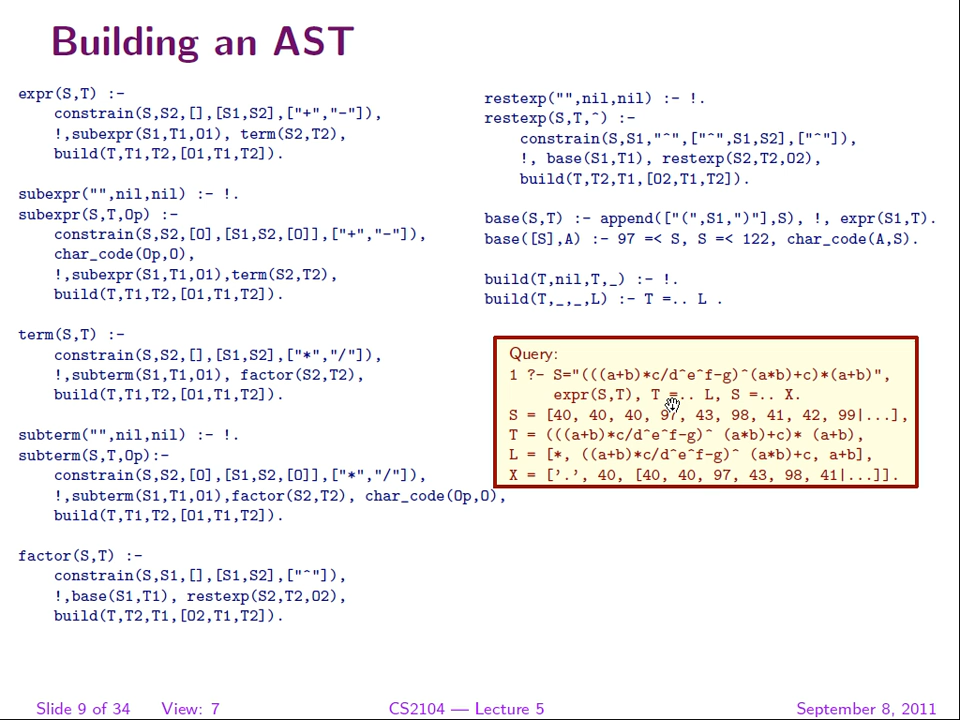 Building an AST
expr(S,T) :-
constrain(S,S2,[],[S1,S2],["+","-"]),
!,subexpr(S1,T1,O1), term(S2,T2),
build(T,T1,T2,[O1,T1,T2]).
subexpr("",nil,nil) :- !.
subexpr(S,T,Op) :-
constrain(S,S2,[O],[S1,S2,[O]],["+","-"]),
char_code(Op,O),
!,subexpr(S1,T1,O1),term(S2,T2),
build(T,T1,T2,[O1,T1,T2]).
term(S,T) :-
constrain(S,S2,[],[S1,S2],["*","/"]),
!,subterm(S1,T1,O1), factor(S2,T2),
build(T,T1,T2,[O1,T1,T2]).
subterm("",nil,nil) :- !.
subterm(S,T,Op):-
constrain(S,S2,[O],[S1,S2,[O]],["*","/"]),
!,subterm(S1,T1,O1),factor(S2,T2), char_code(Op,O),
build(T,T1,T2,[O1,T1,T2]).
factor(S,T) :-
constrain(S,S1,[],[S1,S2],["^"]),
!,base(S1,T1), restexp(S2,T2,O2),
build(T,T2,T1,[O2,T1,T2]).
restexp("",nil,nil) :- !.
restexp(S,T,^) :-
constrain(S,S1,"^",["^",S1,S2],["^"]),
!, base(S1,T1), restexp(S2,T2,O2),
build(T,T2,T1,[O2,T1,T2]).
base(S,T) :- append(["(",S1,")"],S), !, expr(S1,T).
base([S],A) :- 97 =< S, S =< 122, char_code(A,S).
build(T,nil,T,_) :- !.
build(T,_,_,L) :- T =.. L .
Query:
1 ?- S="(((a+b)*c/d^e^f-g)^(a*b)+c)*(a+b)",
expr(S,T), T =.. L, S =.. X.
S = [40, 40, 40, 97, 43, 98, 41, 42, 99|...],
T = (((a+b)*c/d^e^f-g)^ (a*b)+c)* (a+b),
L = [*, ((a+b)*c/d^e^f-g)^ (a*b)+c, a+b],
X = ['.', 40, [40, 40, 97, 43, 98, 41|...]].
Slide 9 of 34 View: 7
CS2104 — Lecture 5
September 8, 2011